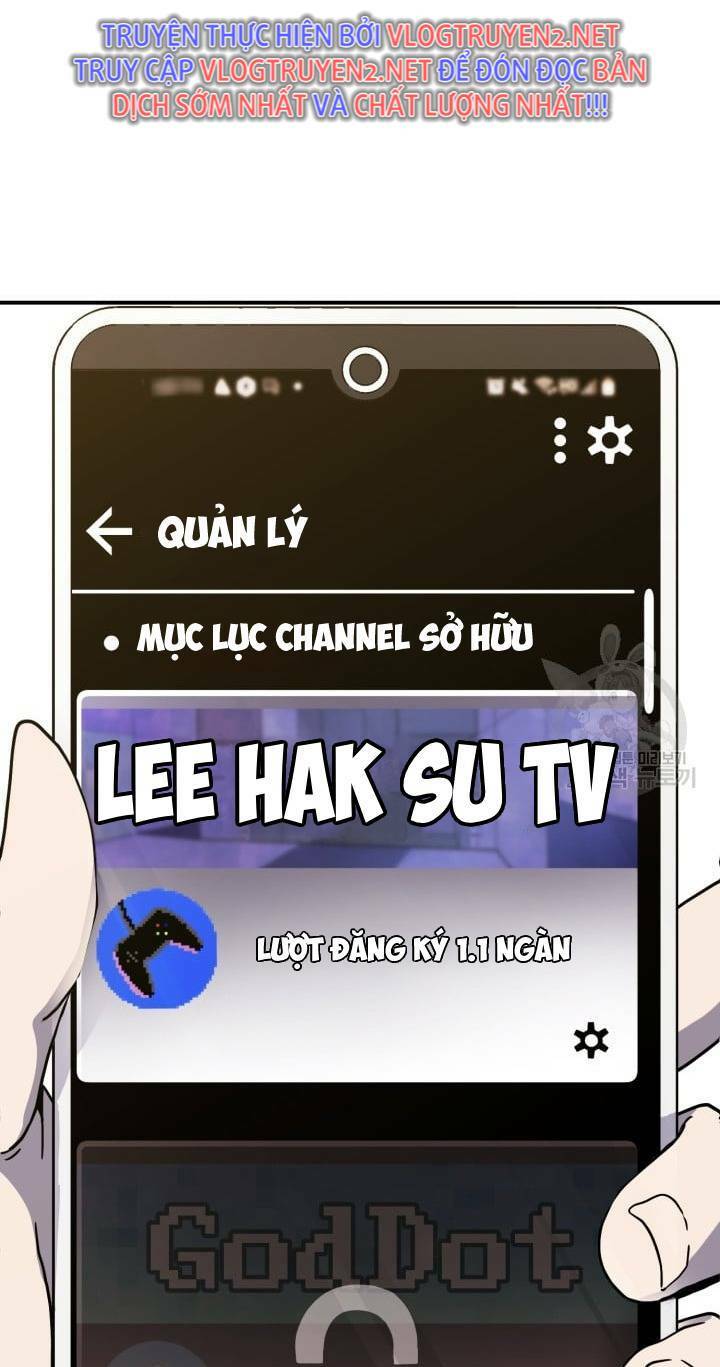 TRUYỆN THỰC HIỆN BỞI VLOGTRUYEN2.NET
TRUY CẬP VLOGTRUYEN2.NET ĐỂ ĐÓN ĐỌC BẢN
DỊCH SỚM NHẤT VÀ CHẤT LƯỢNG NHẤT!!!
QUẢN LÝ
MỤC LỤC CHANNEL SỞ HỮU
LEE HAK SU TV
LƯỢT ĐĂNG KÝ 1.1 NGÀN
GodDot